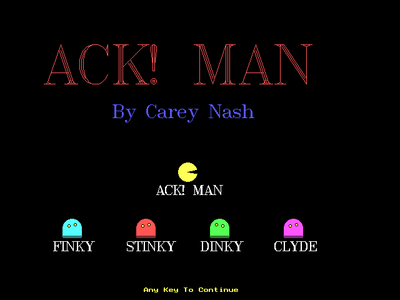 ACK! MAN
By Carey Nash
ACK! MAN
FINKY STINKY DINKY CLYDE
Any Key To Continue